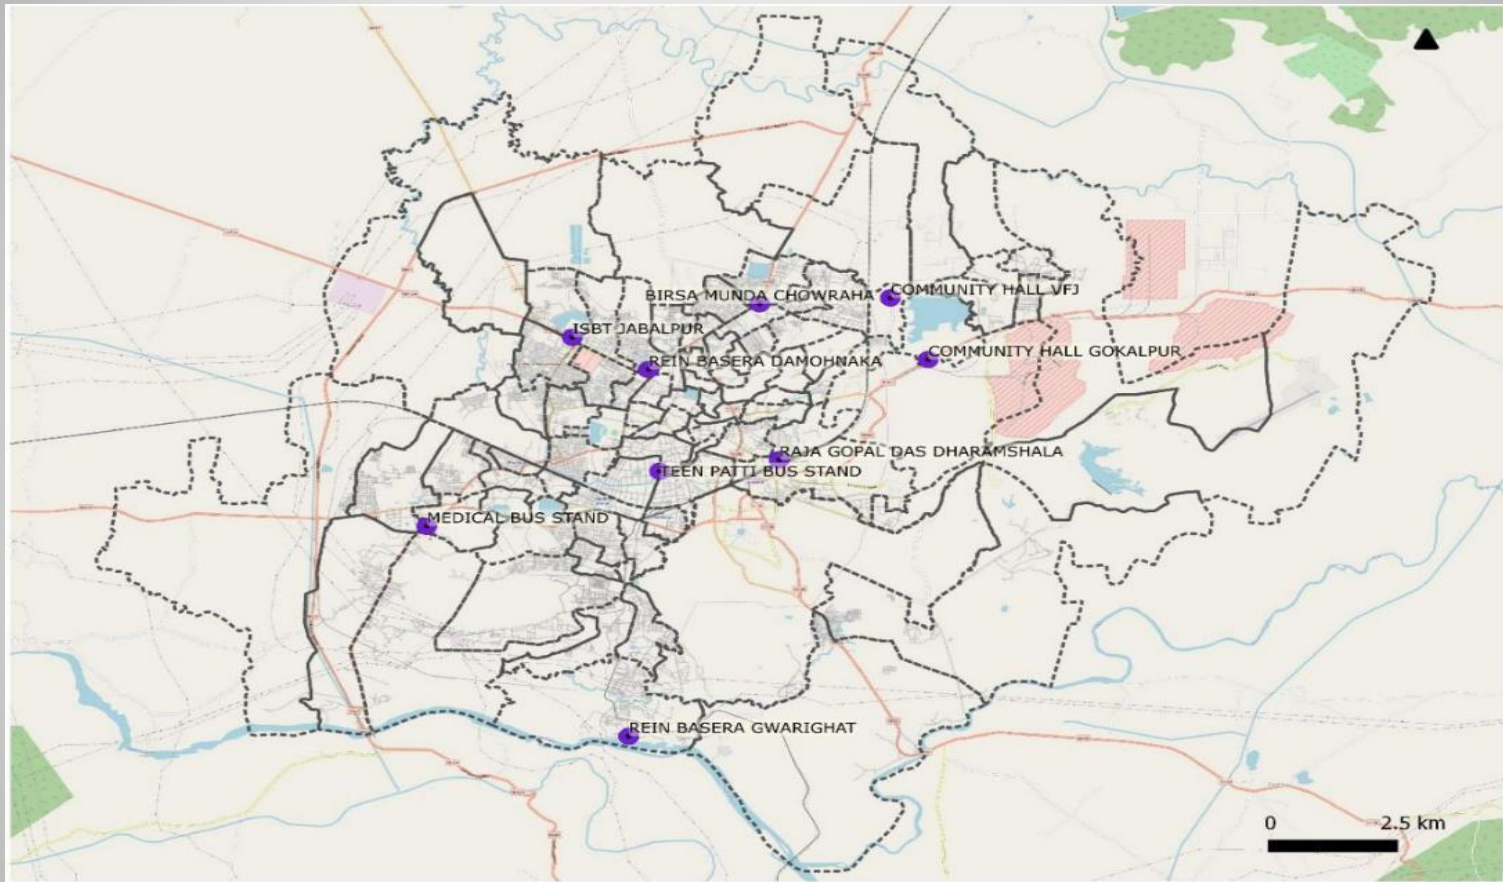 BIRSA MUNDA CHOWRAHA
COMMUNITY HALL VFJ
ISBT JABALPUR
REIN BASERA DAMOHNAKA
COMMUNITY HALL GOKALPUR
RAJA GOPAL DAS DHARAMSHALA
TEEN PATTI BUS STAND
MEDICAL BUS STAND
REIN BASERA GWARIGHAT
0 2.5 km